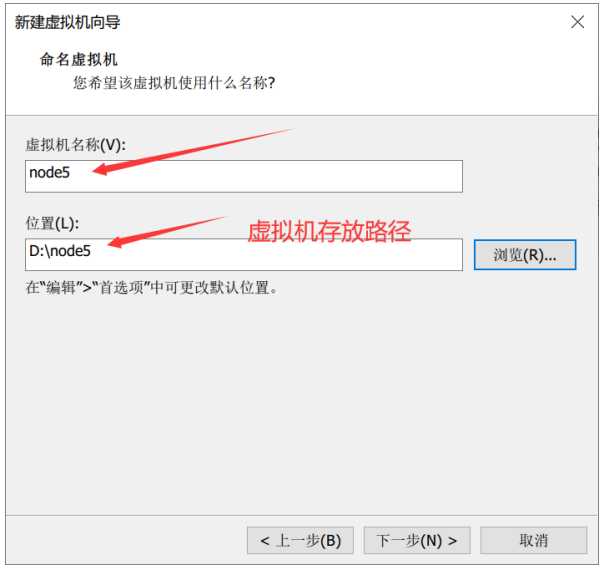 新建虚拟机向导
命名虚拟机
您希望该虚拟机使用什么名称?
虚拟机名称(V):
node5
位置(L):
虚拟机存放路径
D:\node5
浏览(R)...
在“编辑”>“首选项”中可更改默认位置。
< 上一步(B)
下一步(N) >
取消